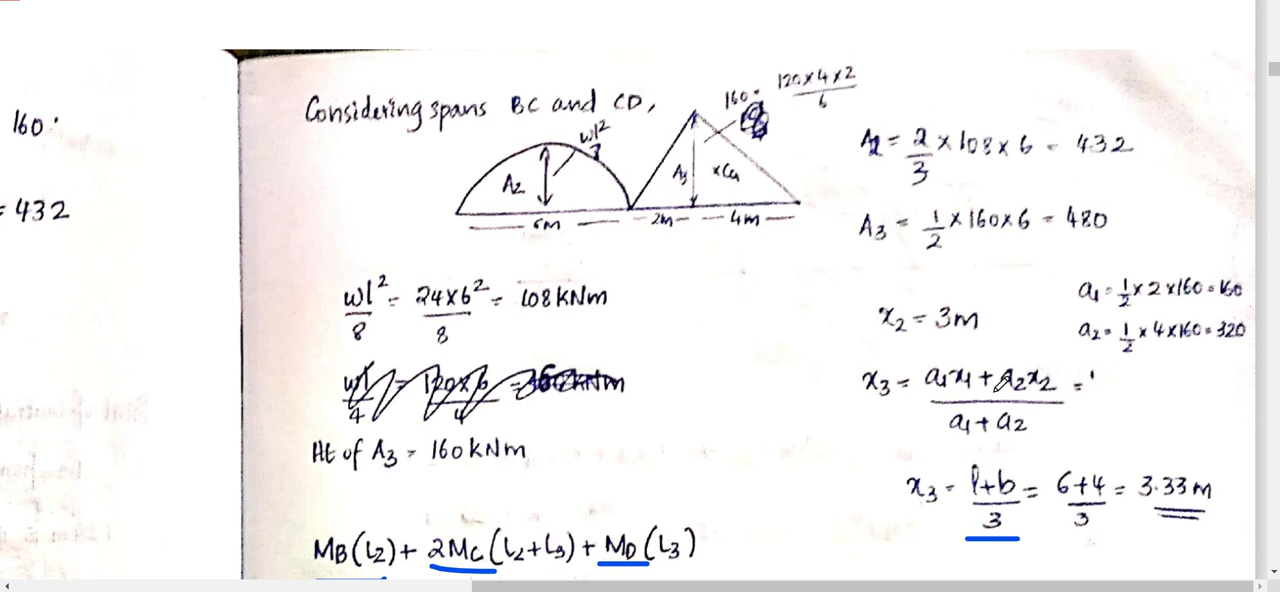 160:
= 432
Considering spans BC and CD,
wl²
160:
120×4×2
6
A2
A3
×C4
6m
2m
4m
wl² = 24×6² = 108 kNm
8 8
Ht of A3 = 160 kNm
MB (L2) + 2Mc (L2+L3) + MD (L3)
A2 = 2 × 108 × 6 = 432
3
A3 = 1 × 160×6 = 480
2
x2 = 3m
a1 = 1 × 2 × 160 = 160
2
a2 = 1 × 4×160 = 320
2
x3 = a1x1 + a2x2 =
a1 + a2
x3 = l+b = 6+4 = 3.33 m
3 3